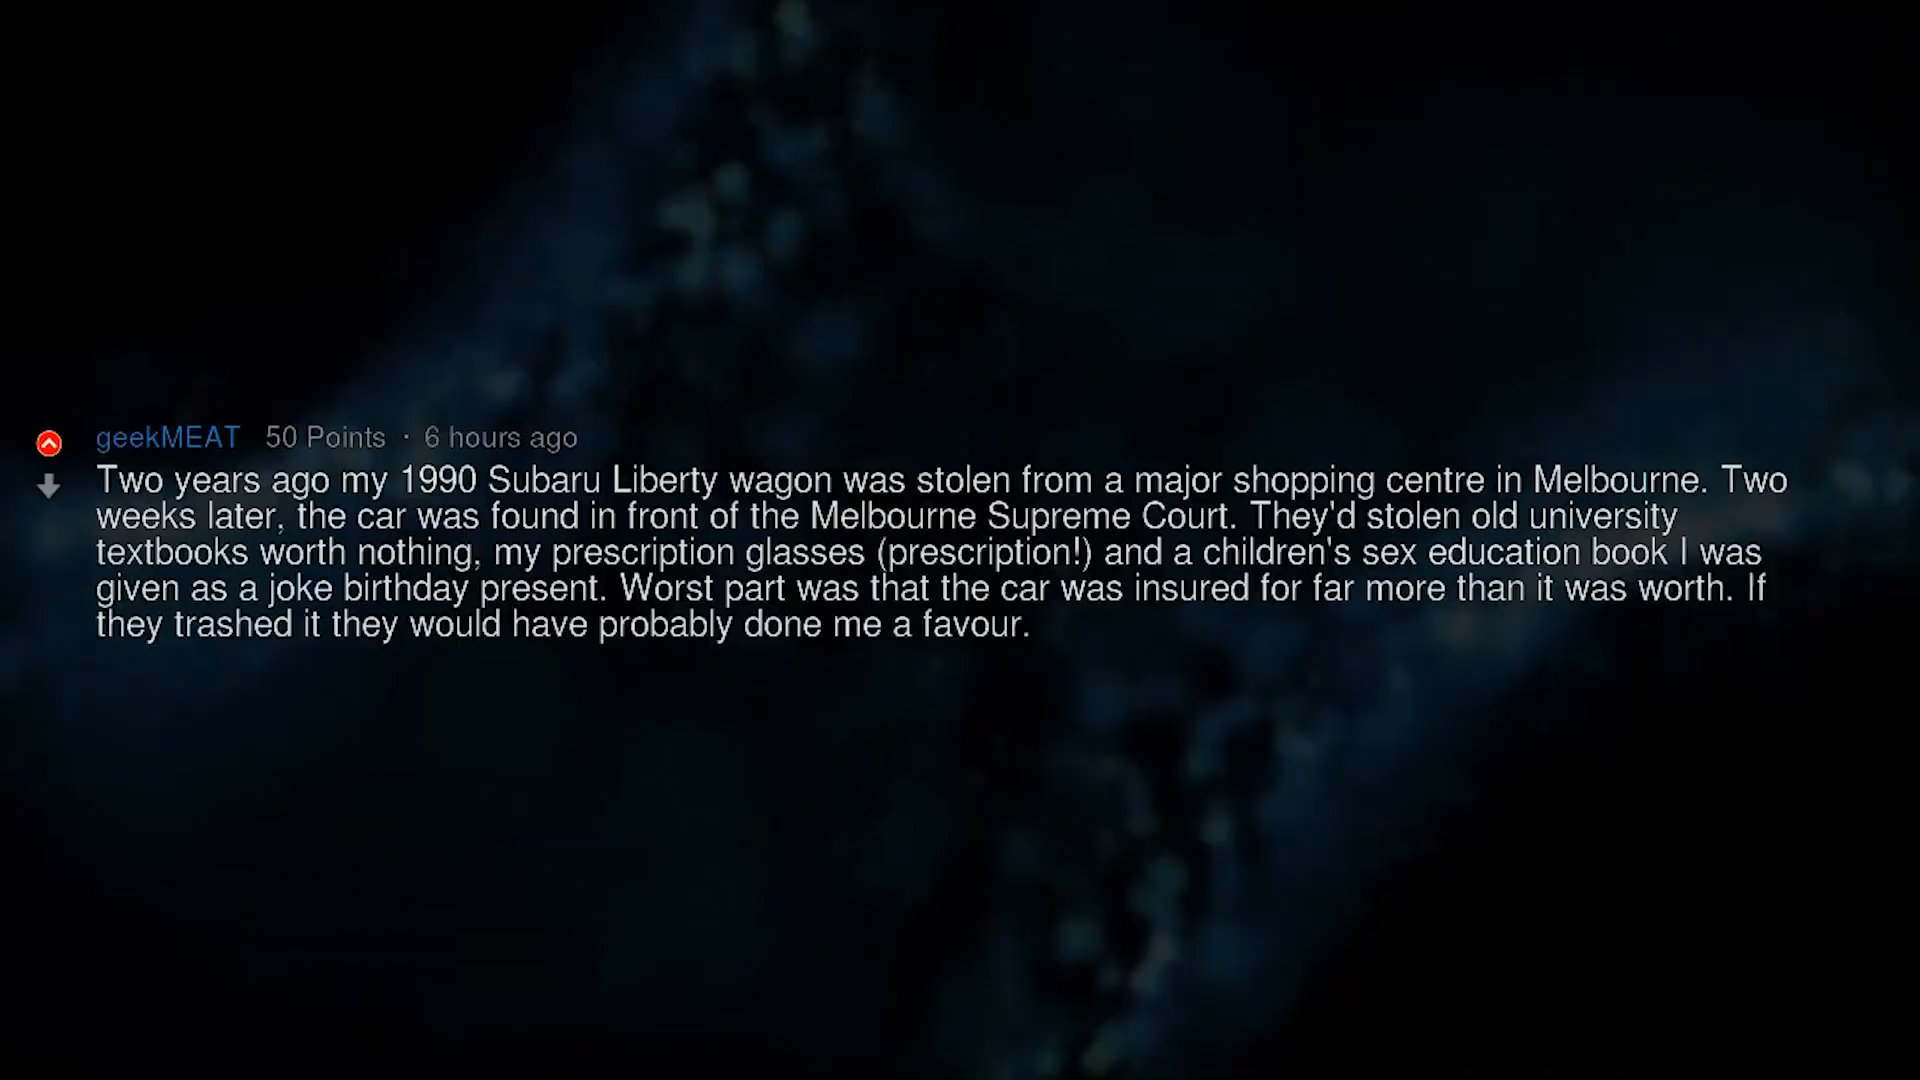 geekMEAT 50 Points · 6 hours ago
Two years ago my 1990 Subaru Liberty wagon was stolen from a major shopping centre in Melbourne. Two
weeks later, the car was found in front of the Melbourne Supreme Court. They'd stolen old university
textbooks worth nothing, my prescription glasses (prescription!) and a children's sex education book I was
given as a joke birthday present. Worst part was that the car was insured for far more than it was worth. If
they trashed it they would have probably done me a favour.